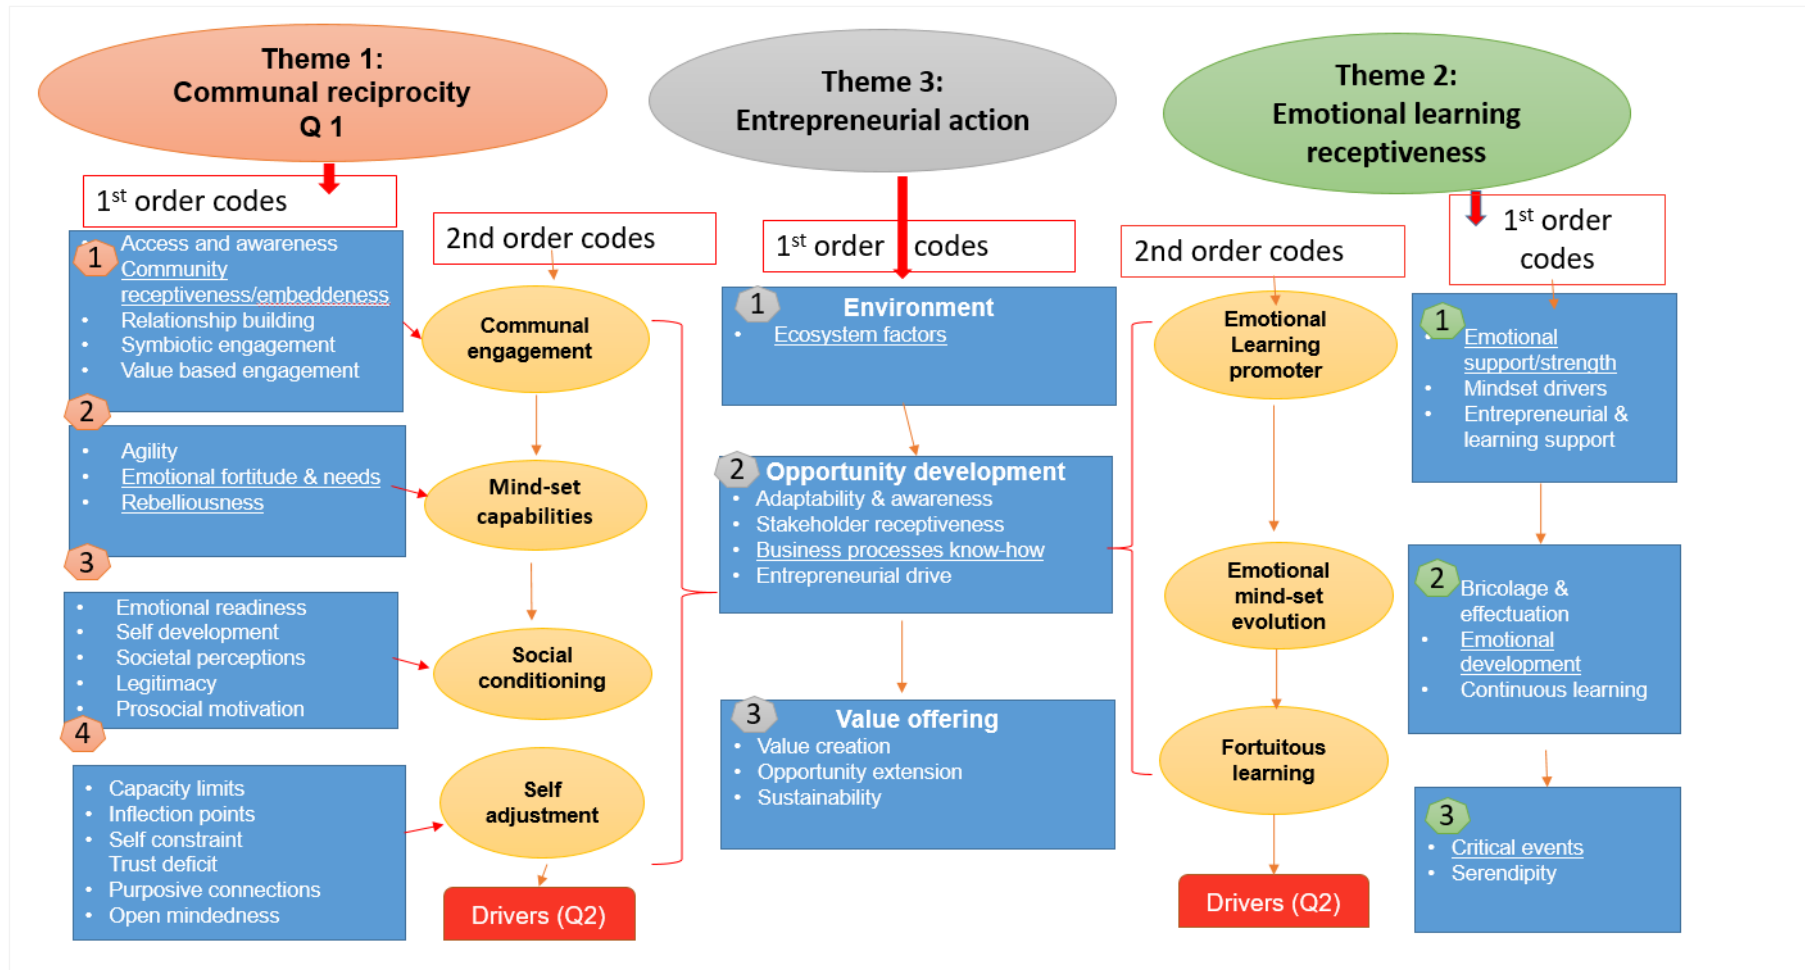 Theme 1:
Communal reciprocity
Q 1
1st order codes
1
Access and awareness
Community
receptiveness/embeddeness
Relationship building
Symbiotic engagement
Value based engagement
2
Agility
Emotional fortitude & needs
Rebelliousness
3
Emotional readiness
Self development
Societal perceptions
Legitimacy
Prosocial motivation
4
Capacity limits
Inflection points
Self constraint
Trust deficit
Purposive connections
Open mindedness
2nd order codes
Communal
engagement
Mind-set
capabilities
Social
conditioning
Self
adjustment
Drivers (Q2)
Theme 3:
Entrepreneurial action
1st order codes
1
Environment
Ecosystem factors
2
Opportunity development
Adaptability & awareness
Stakeholder receptiveness
Business processes know-how
Entrepreneurial drive
3
Value offering
Value creation
Opportunity extension
Sustainability
Theme 2:
Emotional learning
receptiveness
2nd order codes
Emotional
Learning
promoter
Emotional
mind-set
evolution
Fortuitous
learning
Drivers (Q2)
1st order
codes
1
Emotional
support/strength
Mindset drivers
Entrepreneurial &
learning support
2
Bricolage &
effectuation
Emotional
development
Continuous learning
3
Critical events
Serendipity